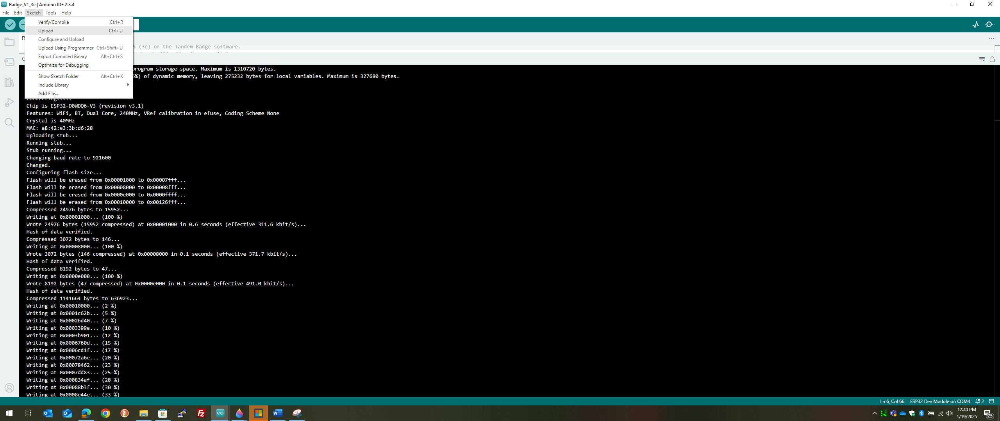 Badge_V1_3e | Arduino IDE 2.3.4
File Edit Sketch Tools Help
Verify/Compile Ctrl+R
Upload Ctrl+U
Configure and Upload
Upload Using Programmer Ctrl+Shift+U
Export Compiled Binary Alt+Ctrl+S
Optimize for Debugging
Show Sketch Folder Alt+Ctrl+K
Include Library
Add File...
(3e) of the Tandem Badge software.
program storage space. Maximum is 1310720 bytes.
%) of dynamic memory, leaving 275232 bytes for local variables. Maximum is 327680 bytes.
Connecting.....
Chip is ESP32-D0WDQ6-V3 (revision v3.1)
Features: WiFi, BT, Dual Core, 240MHz, VRef calibration in efuse, Coding Scheme None
Crystal is 40MHz
MAC: a8:42:e3:3b:d6:28
Uploading stub...
Running stub...
Stub running...
Changing baud rate to 921600
Changed.
Configuring flash size...
Flash will be erased from 0x00001000 to 0x00007fff...
Flash will be erased from 0x00008000 to 0x00008fff...
Flash will be erased from 0x0000e000 to 0x0000ffff...
Flash will be erased from 0x00010000 to 0x00126fff...
Compressed 24976 bytes to 15952...
Writing at 0x00001000... (100 %)
Wrote 24976 bytes (15952 compressed) at 0x00001000 in 0.6 seconds (effective 311.6 kbit/s)...
Hash of data verified.
Compressed 3072 bytes to 146...
Writing at 0x00008000... (100 %)
Wrote 3072 bytes (146 compressed) at 0x00008000 in 0.1 seconds (effective 371.7 kbit/s)...
Hash of data verified.
Compressed 8192 bytes to 47...
Writing at 0x0000e000... (100 %)
Wrote 8192 bytes (47 compressed) at 0x0000e000 in 0.1 seconds (effective 491.0 kbit/s)...
Hash of data verified.
Compressed 1141664 bytes to 636923...
Writing at 0x00010000... (2 %)
Writing at 0x0001c62b... (5 %)
Writing at 0x00026d40... (7 %)
Writing at 0x0003399e... (10 %)
Writing at 0x0003b901... (12 %)
Writing at 0x0006760d... (15 %)
Writing at 0x0006cd1f... (17 %)
Writing at 0x00072a6e... (20 %)
Writing at 0x00078462... (23 %)
Writing at 0x0007dd83... (25 %)
Writing at 0x000834af... (28 %)
Writing at 0x00088b3f... (30 %)
Writing at 0x0008e44e... (33 %)
Ln 6, Col 66 ESP32 Dev Module on COM4 2
12:40 PM
1/19/2025
25